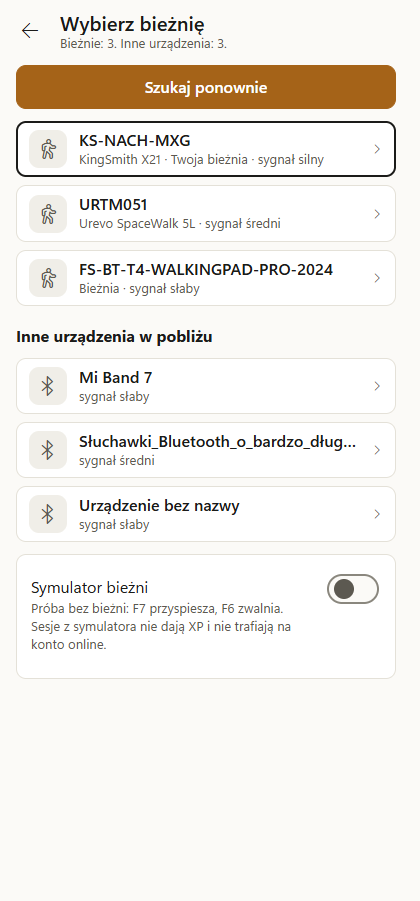 Wybierz bieżnię
Bieżnie: 3. Inne urządzenia: 3.
Szukaj ponownie
KS-NACH-MXG
KingSmith X21 · Twoja bieżnia · sygnał silny
URTM051
Urevo SpaceWalk 5L · sygnał średni
FS-BT-T4-WALKINGPAD-PRO-2024
Bieżnia · sygnał słaby
Inne urządzenia w pobliżu
Mi Band 7
sygnał słaby
Słuchawki_Bluetooth_o_bardzo_dług...
sygnał średni
Urządzenie bez nazwy
sygnał słaby
Symulator bieżni
Próba bez bieżni: F7 przyspiesza, F6 zwalnia.
Sesje z symulatora nie dają XP i nie trafiają na
konto online.